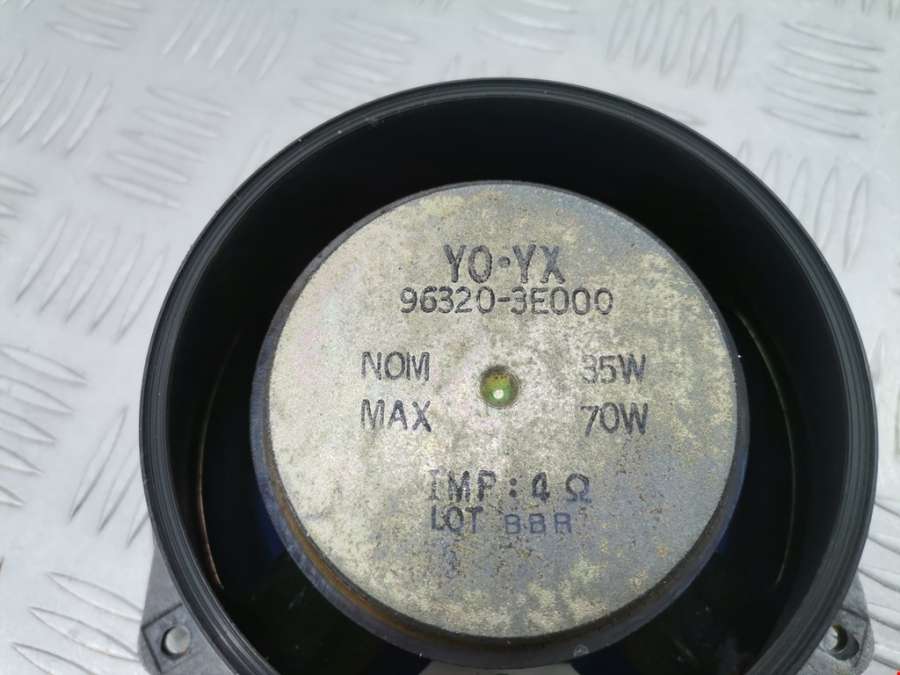 YO·YX
96320-3E000
NOM 35W
MAX 70W
IMP: 4 Ω
LOT BBR